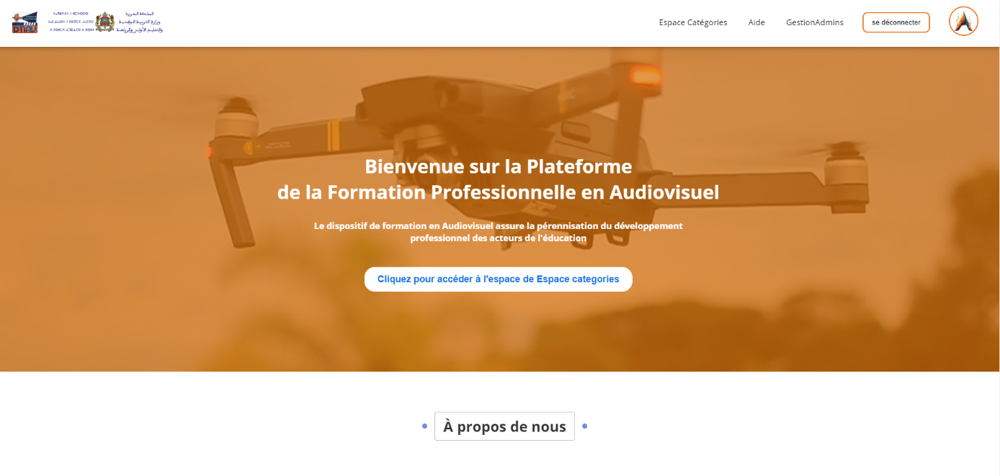 المملكة المغربية
وزارة التربية الوطنية
والتعليم الأولي والرياضة
Espace Catégories
Aide
GestionAdmins
se déconnecter
Bienvenue sur la Plateforme
de la Formation Professionnelle en Audiovisuel
Le dispositif de formation en Audiovisuel assure la pérennisation du développement
professionnel des acteurs de l'éducation
Cliquez pour accéder à l'espace de Espace categories
À propos de nous